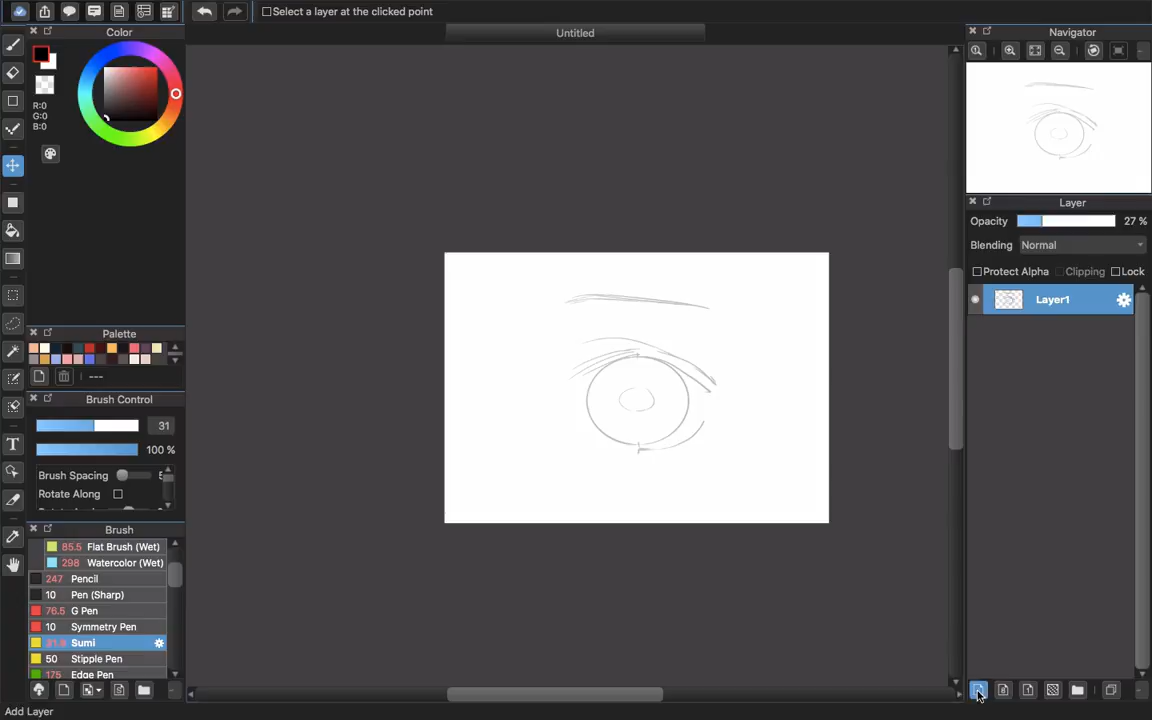 Select a layer at the clicked point
Color
Untitled
Navigator
R:0
G:0
B:0
Layer
Opacity 27 %
Blending Normal
Protect Alpha Clipping Lock
Layer1
Palette
---
Brush Control
31
100 %
Brush Spacing
Rotate Along
Brush
85.5 Flat Brush (Wet)
298 Watercolor (Wet)
247 Pencil
10 Pen (Sharp)
76.5 G Pen
10 Symmetry Pen
Sumi
50 Stipple Pen
175 Edge Pen
T
Add Layer